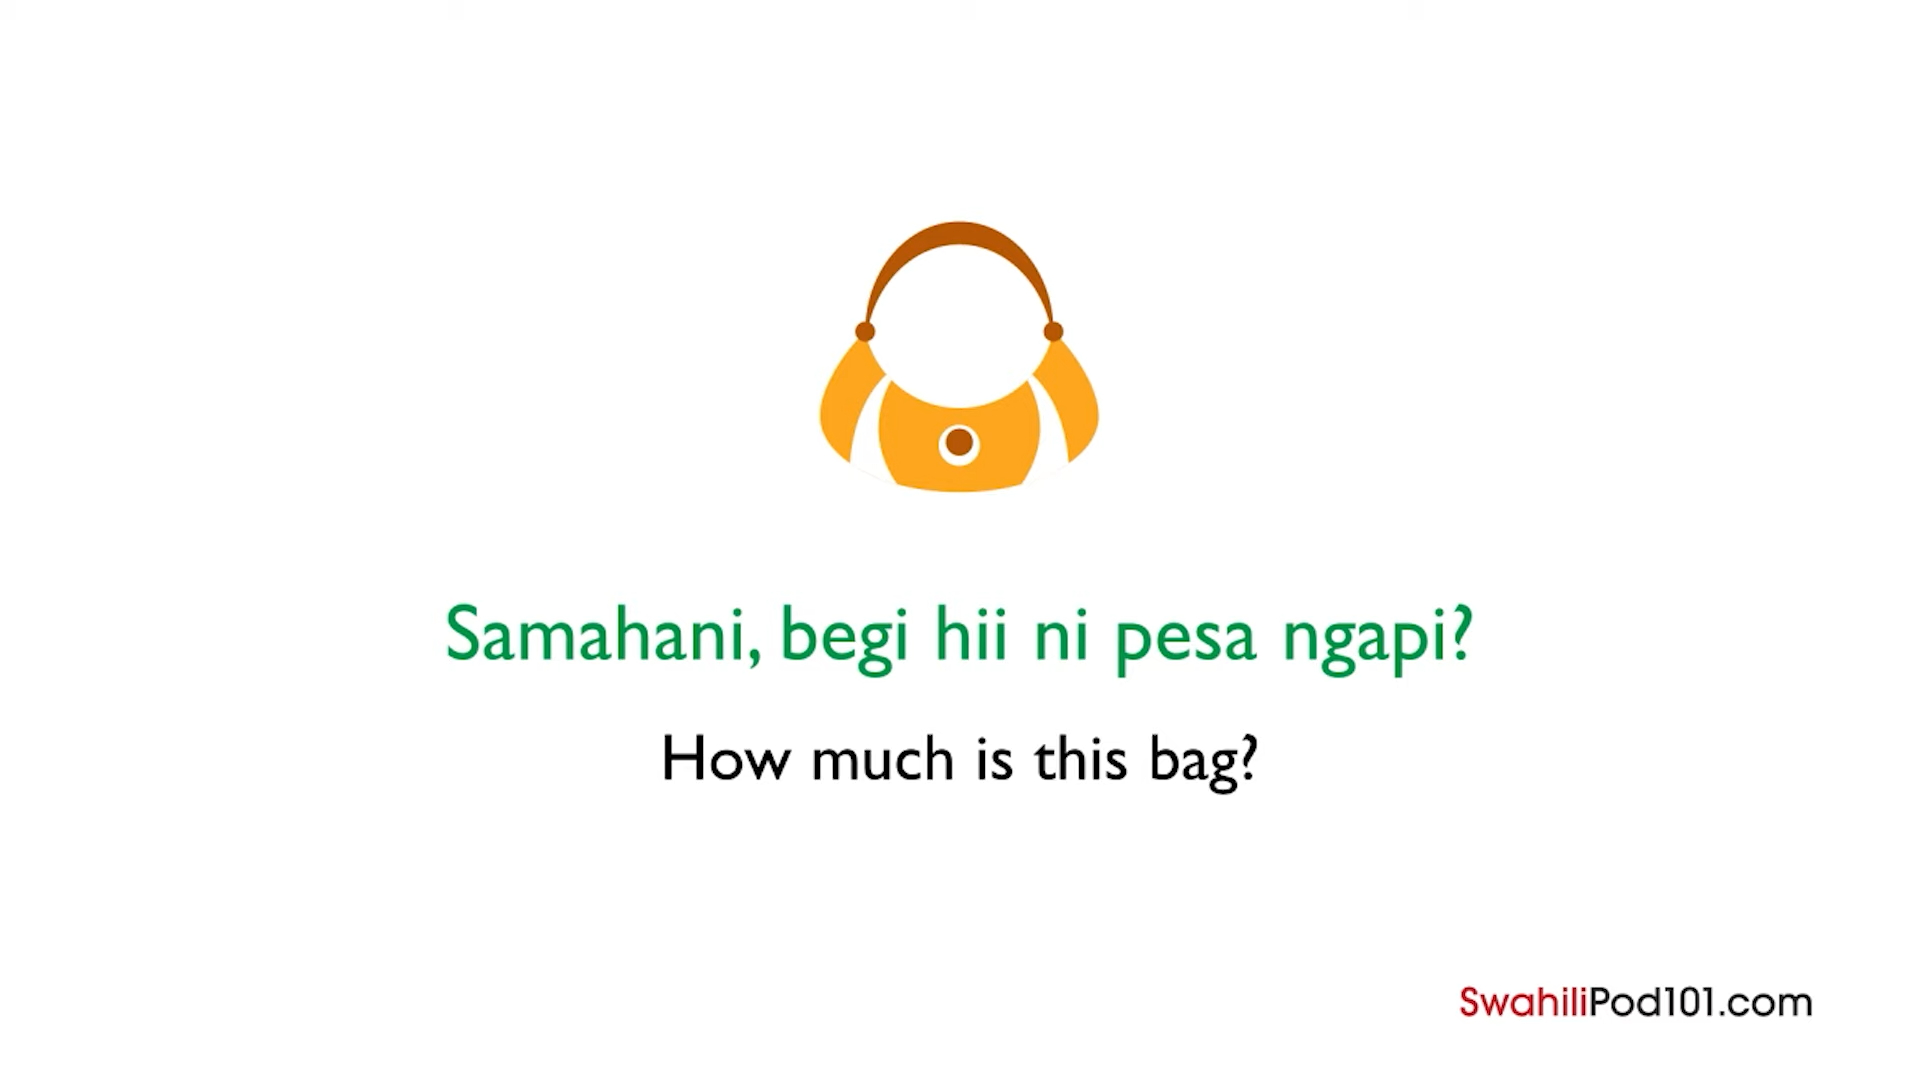 Samahani, begi hii ni pesa ngapi?
How much is this bag?
SwahiliPod101.com